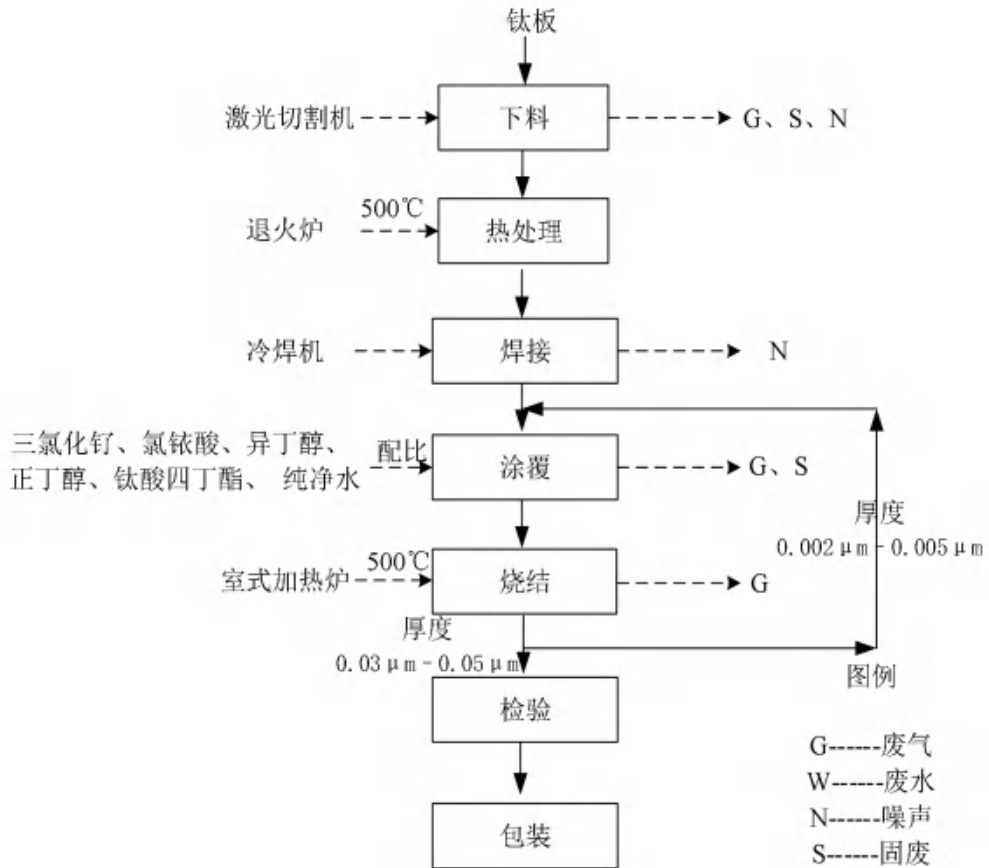 钛板
激光切割机
下料
G、S、N
500℃
退火炉
热处理
冷焊机
焊接
N
三氯化钌、氯铱酸、异丁醇、
正丁醇、钛酸四丁酯、 纯净水
配比
涂覆
G、S
厚度
0.002μm-0.005μm
500℃
室式加热炉
烧结
G
厚度
0.03μm-0.05μm
图例
检验
G------废气
W------废水
N------噪声
S------固废
包装